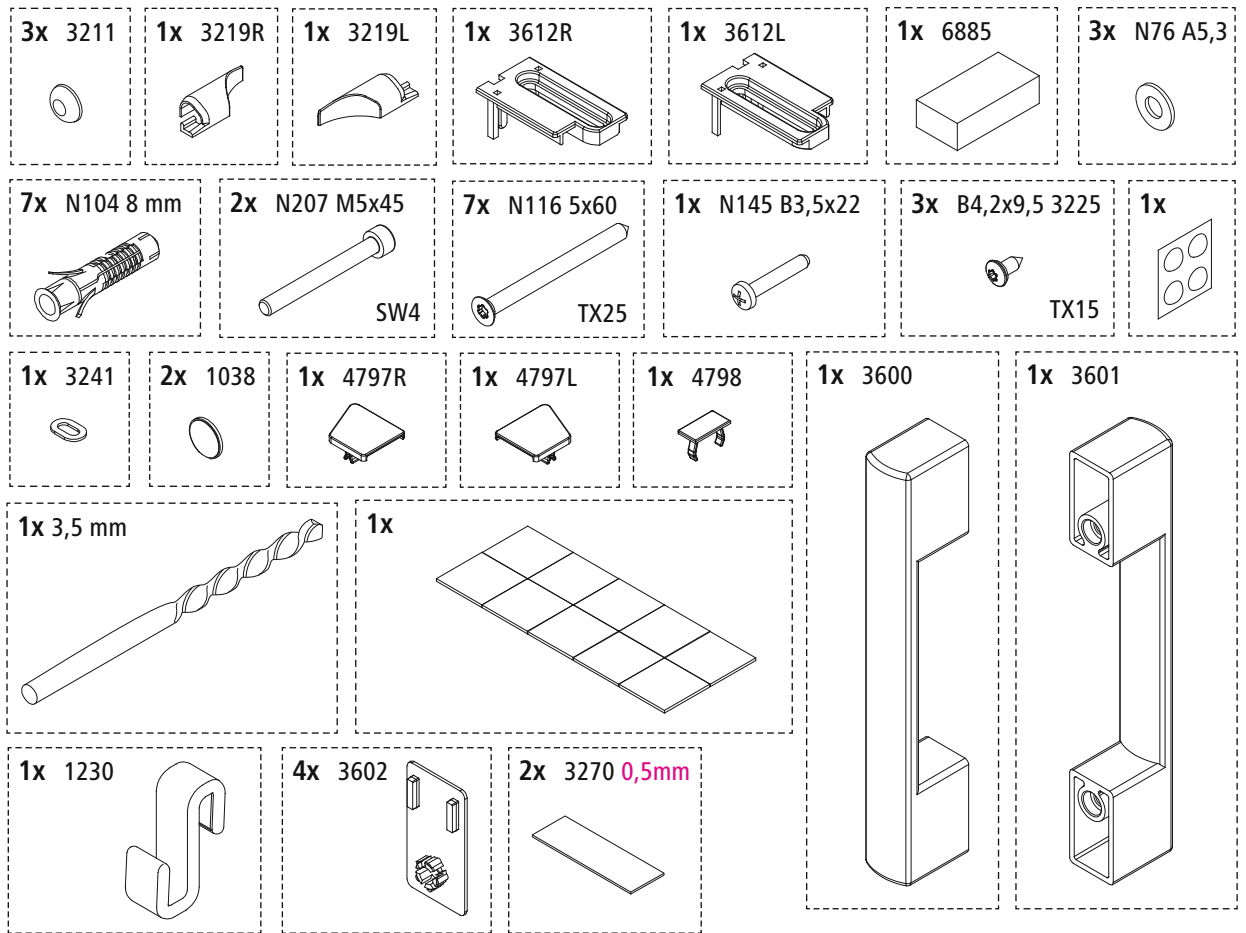 3x 3211
1x 3219R
1x 3219L
1x 3612R
1x 3612L
1x 6885
3x N76 A5,3
7x N104 8 mm
2x N207 M5x45
SW4
7x N116 5x60
TX25
1x N145 B3,5x22
3x B4,2x9,5 3225
TX15
1x
1x 3241
2x 1038
1x 4797R
1x 4797L
1x 4798
1x 3600
1x 3601
1x 3,5 mm
1x
1x 1230
4x 3602
2x 3270 0,5mm